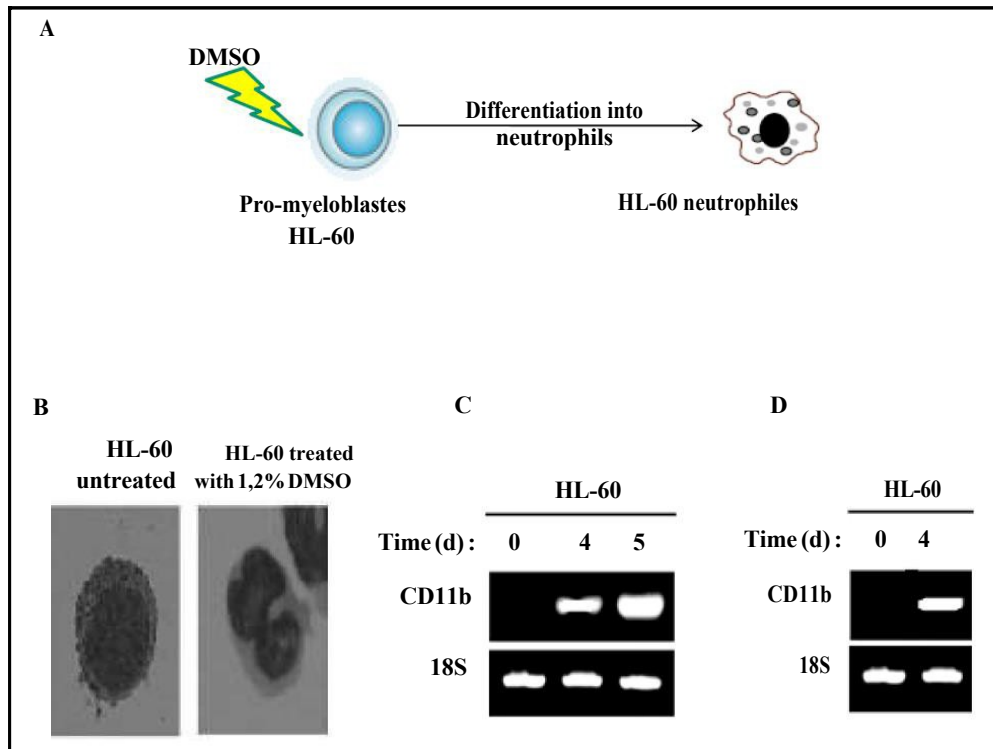 A
DMSO
Differentiation into
neutrophils
Pro-myeloblastes
HL-60
HL-60 neutrophiles
B
HL-60
untreated
HL-60 treated
with 1,2% DMSO
C
HL-60
Time (d) : 0 4 5
CD11b
18S
D
HL-60
Time (d) : 0 4
CD11b
18S